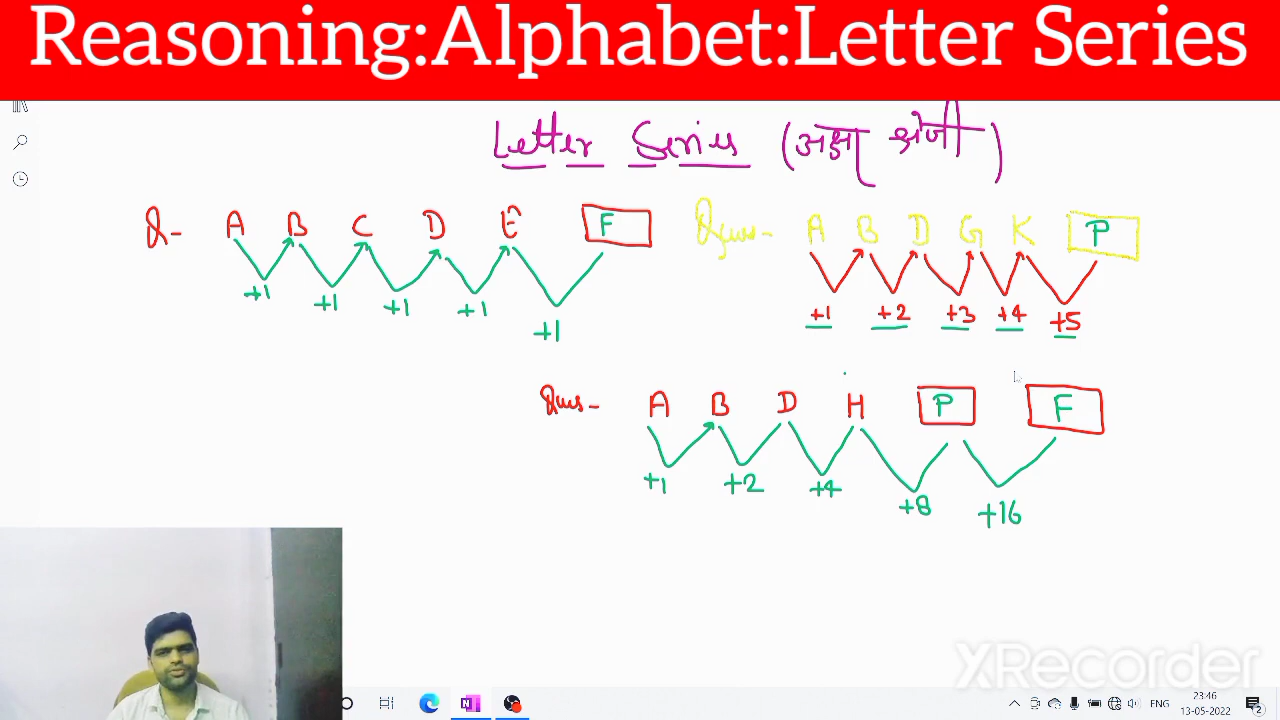 Reasoning:Alphabet:Letter Series
Letter Series (अक्षर श्रेणी)
Q- A B C D E F
+1 +1 +1 +1 +1
Ques- A B D G K P
+1 +2 +3 +4 +5
Ques- A B D H P F
+1 +2 +4 +8 +16
XRecorder
ENG
23:46
13-05-2022
2